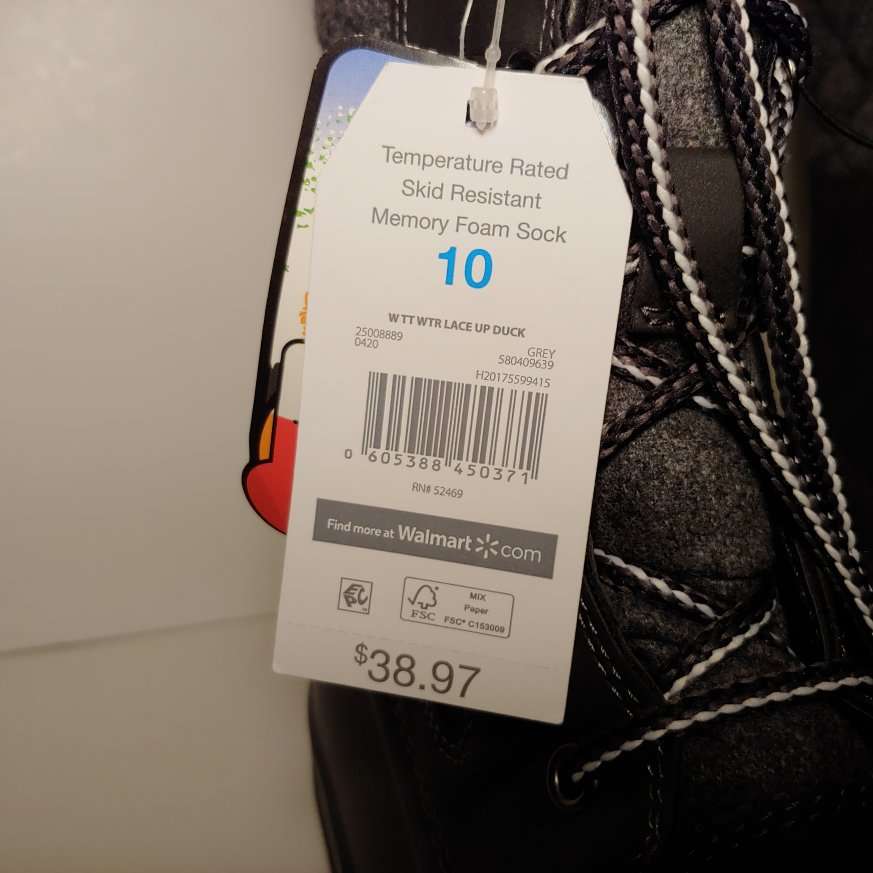 Temperature Rated
Skid Resistant
Memory Foam Sock
10
W TT WTR LACE UP DUCK
25008889
0420
GREY
580409639
H20175599415
0 605388 450371
RN# 52469
Find more at Walmart.com
EPC
FSC
MIX
Paper
FSC® C153009
$38.97